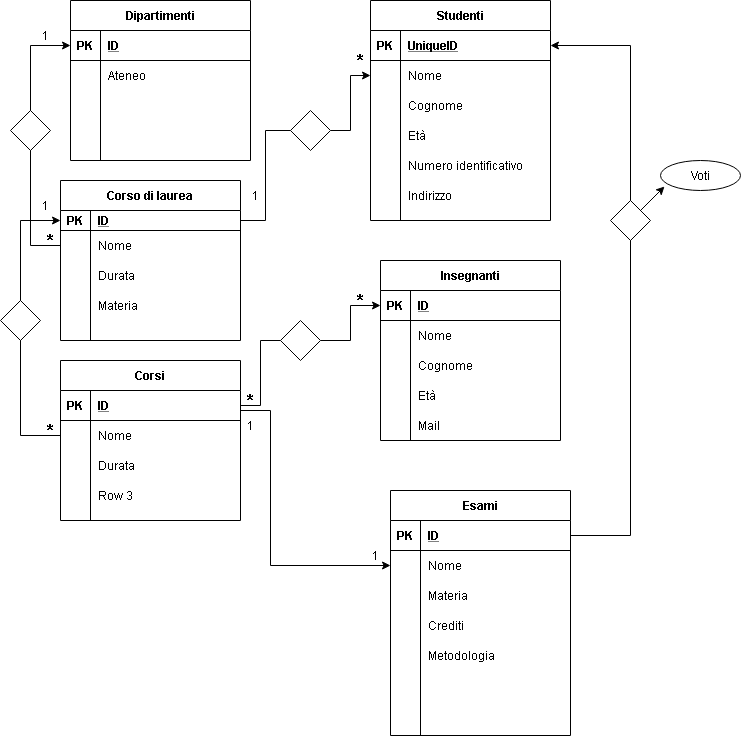 Dipartimenti
PK ID
Ateneo
1
Studenti
PK UniqueID
Nome
Cognome
Età
Numero identificativo
Indirizzo
*
Voti
Corso di laurea
PK ID
Nome
Durata
Materia
1
1
*
Insegnanti
PK ID
Nome
Cognome
Età
Mail
*
Corsi
PK ID
Nome
Durata
Row 3
*
*
1
Esami
PK ID
Nome
Materia
Crediti
Metodologia
1